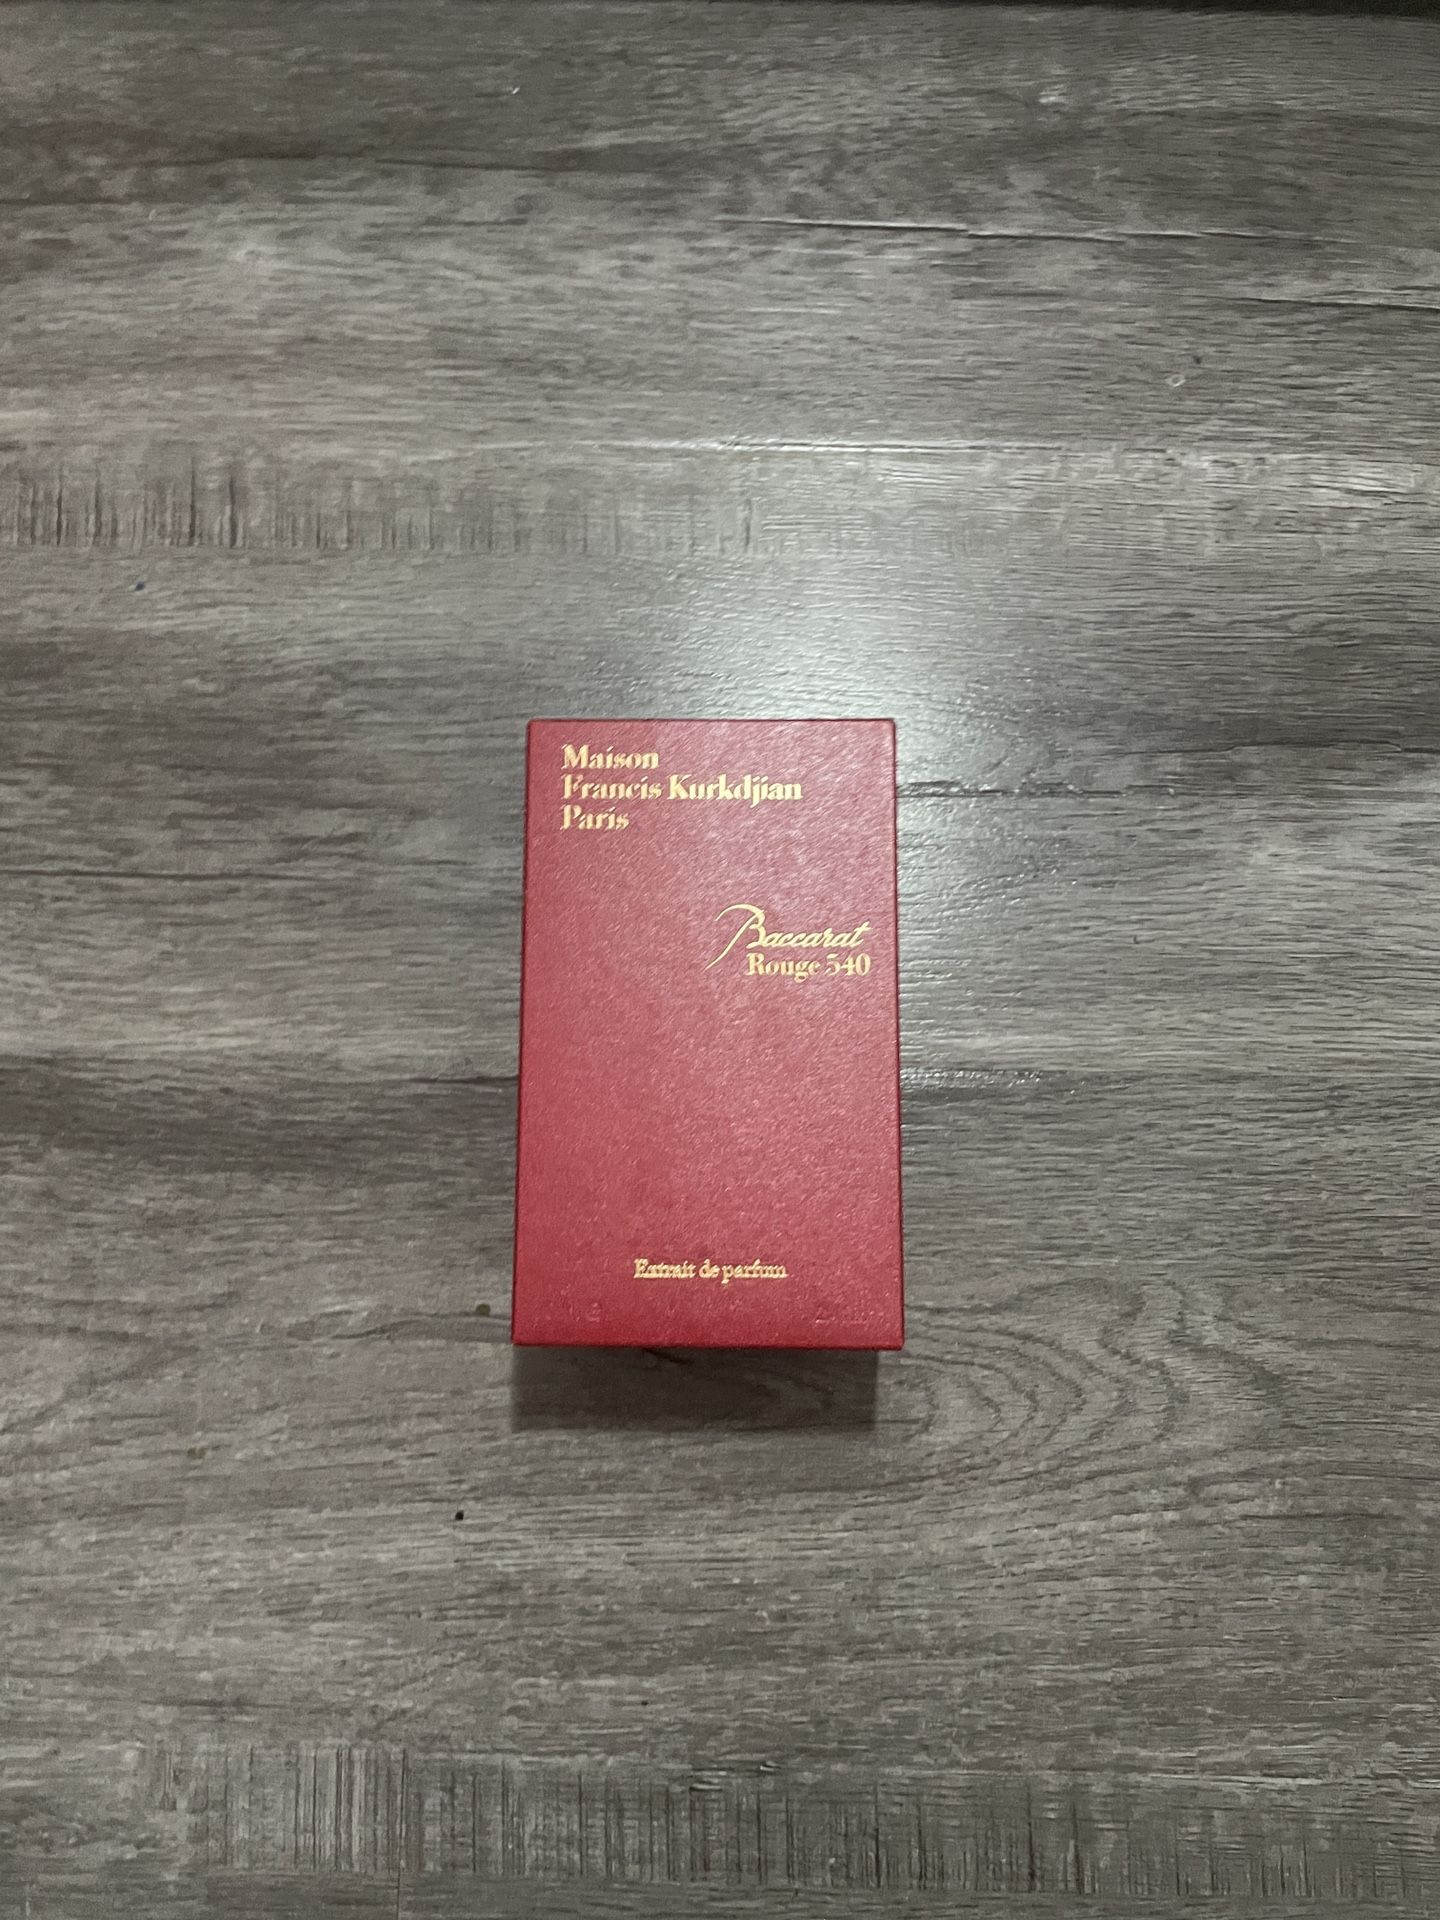 Maison
Francis Kurkdjian
Paris
Baccarat
Rouge 540
Extrait de parfum